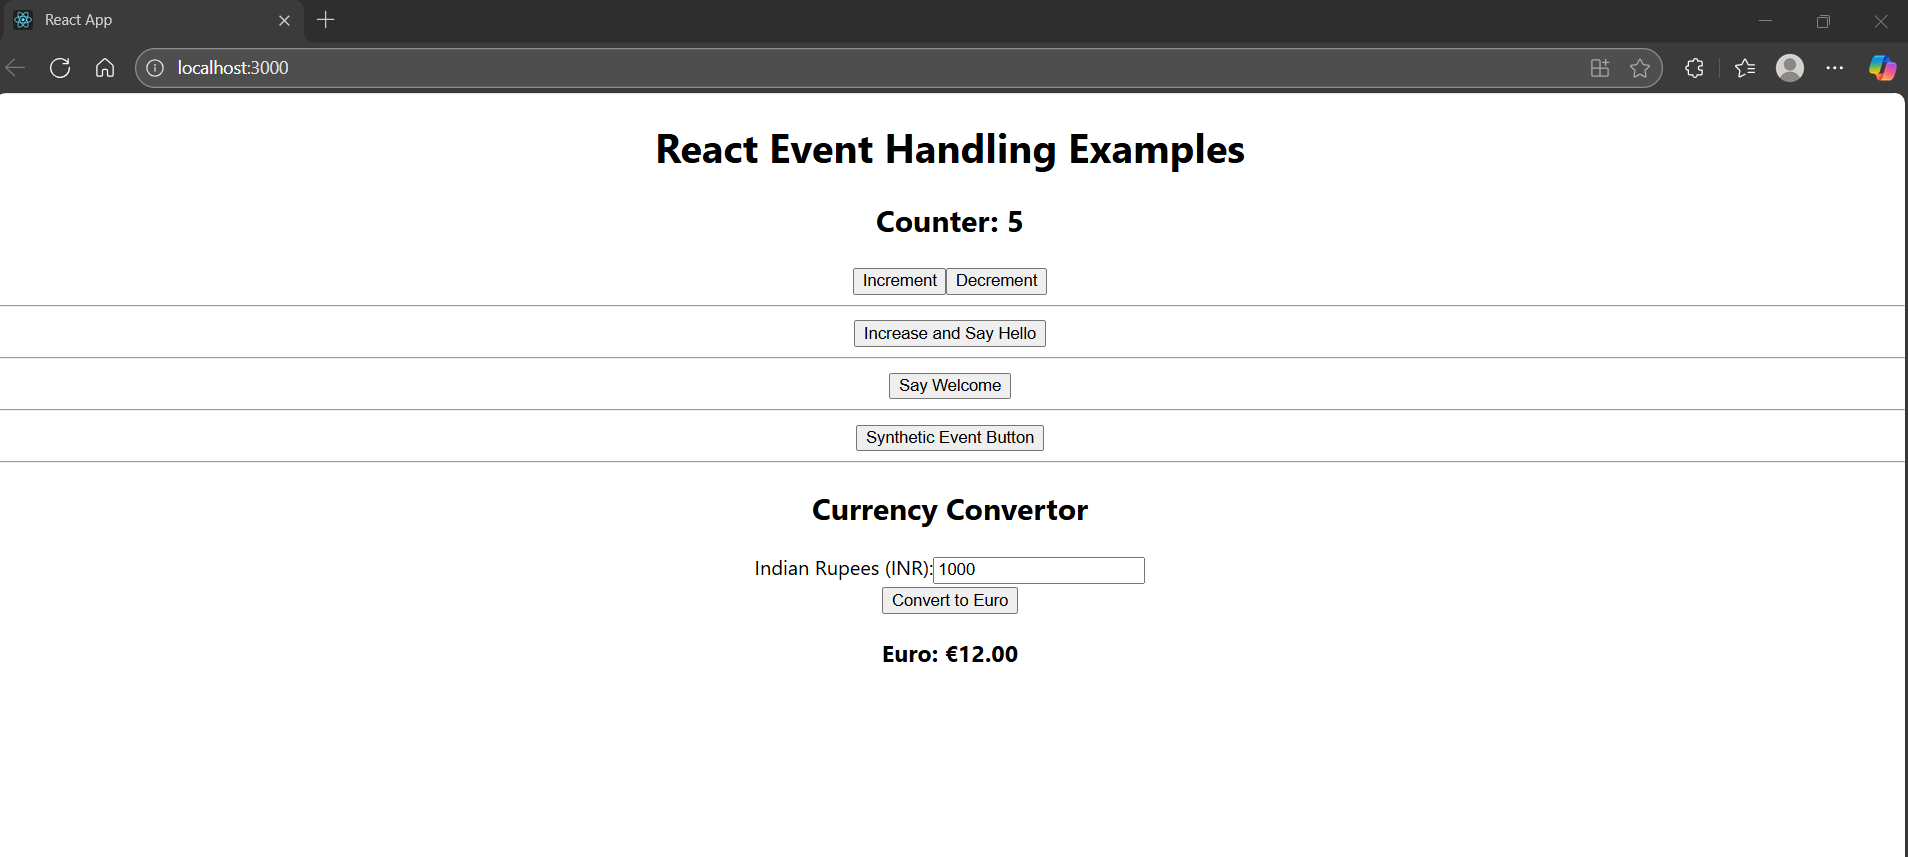 React App
localhost:3000
React Event Handling Examples
Counter: 5
Increment Decrement
Increase and Say Hello
Say Welcome
Synthetic Event Button
Currency Convertor
Indian Rupees (INR): 1000
Convert to Euro
Euro: €12.00